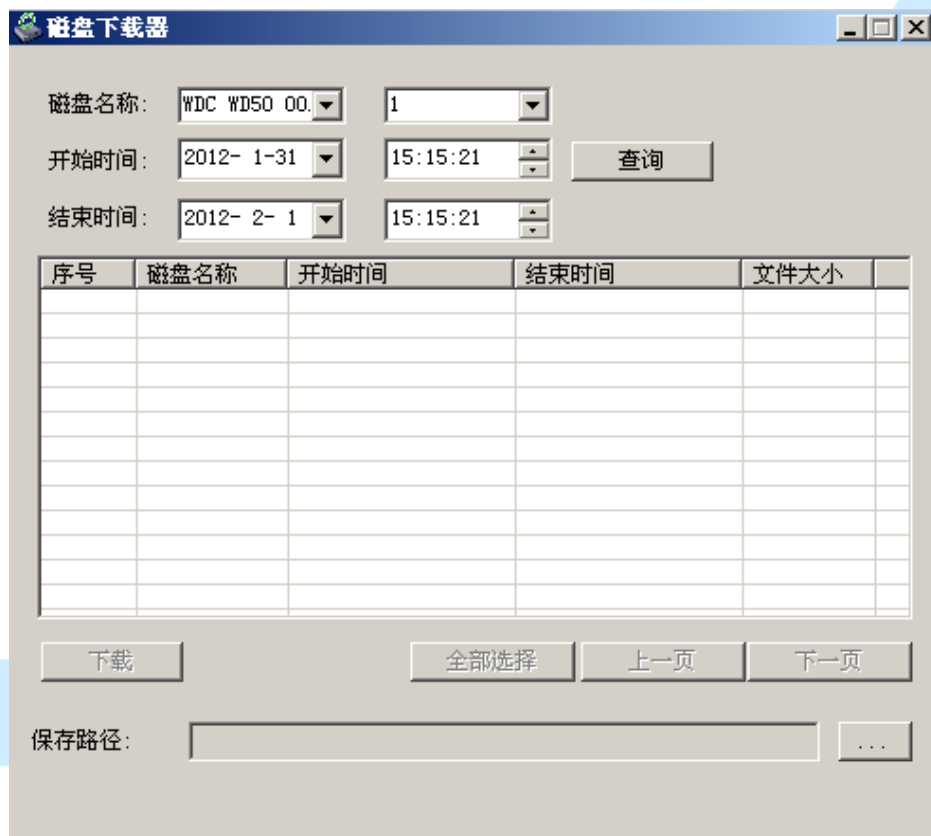 磁盘下载器
磁盘名称: WDC WD50 00. 1
开始时间: 2012- 1-31 15:15:21 查询
结束时间: 2012- 2- 1 15:15:21
序号 磁盘名称 开始时间 结束时间 文件大小
下载 全部选择 上一页 下一页
保存路径: ...